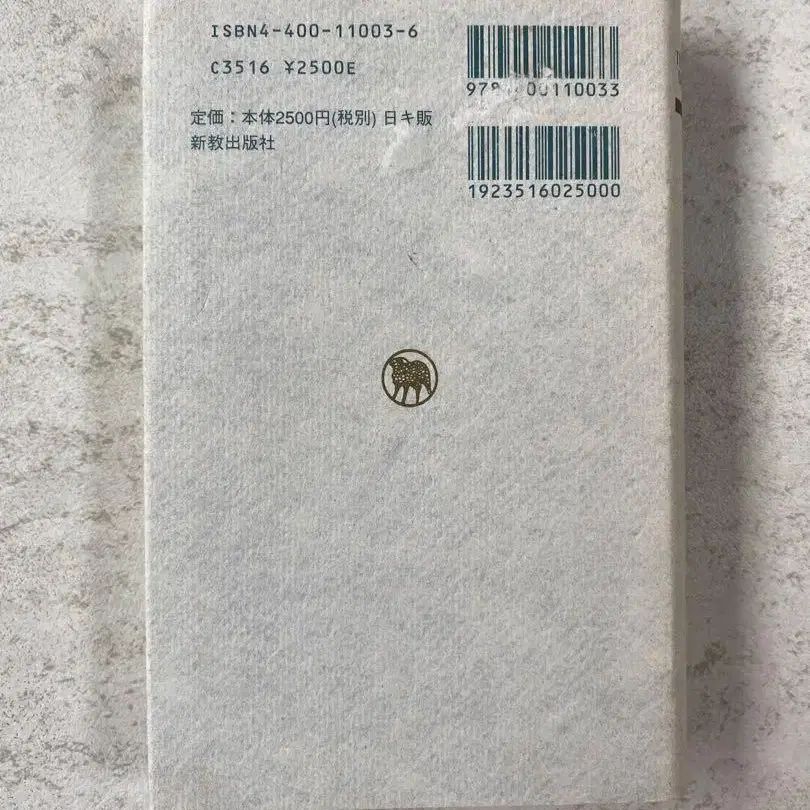 ISBN4-400-11003-6
C3516 ¥2500E
定価：本体2500円(税別) 日キ販
新教出版社
9784400110033
1923516025000